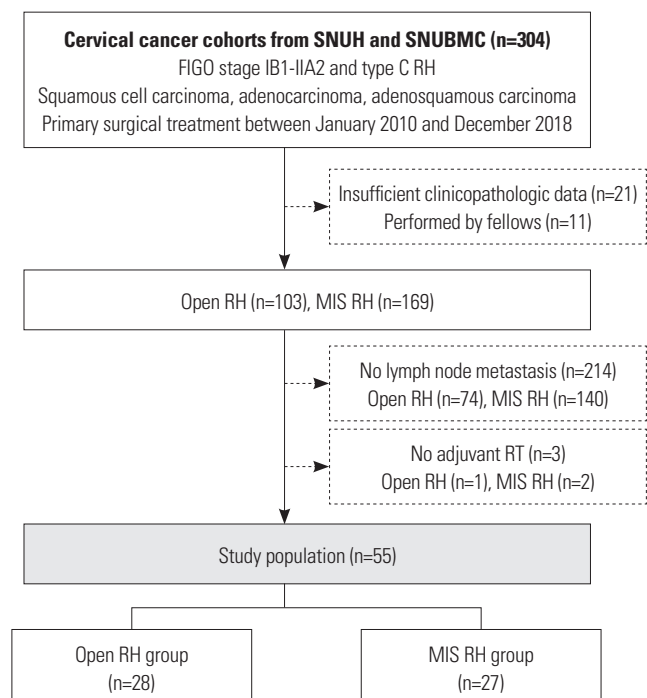 Cervical cancer cohorts from SNUH and SNUBMC (n=304)
FIGO stage IB1-IIA2 and type C RH
Squamous cell carcinoma, adenocarcinoma, adenosquamous carcinoma
Primary surgical treatment between January 2010 and December 2018
Insufficient clinicopathologic data (n=21)
Performed by fellows (n=11)
Open RH (n=103), MIS RH (n=169)
No lymph node metastasis (n=214)
Open RH (n=74), MIS RH (n=140)
No adjuvant RT (n=3)
Open RH (n=1), MIS RH (n=2)
Study population (n=55)
Open RH group
(n=28)
MIS RH group
(n=27)